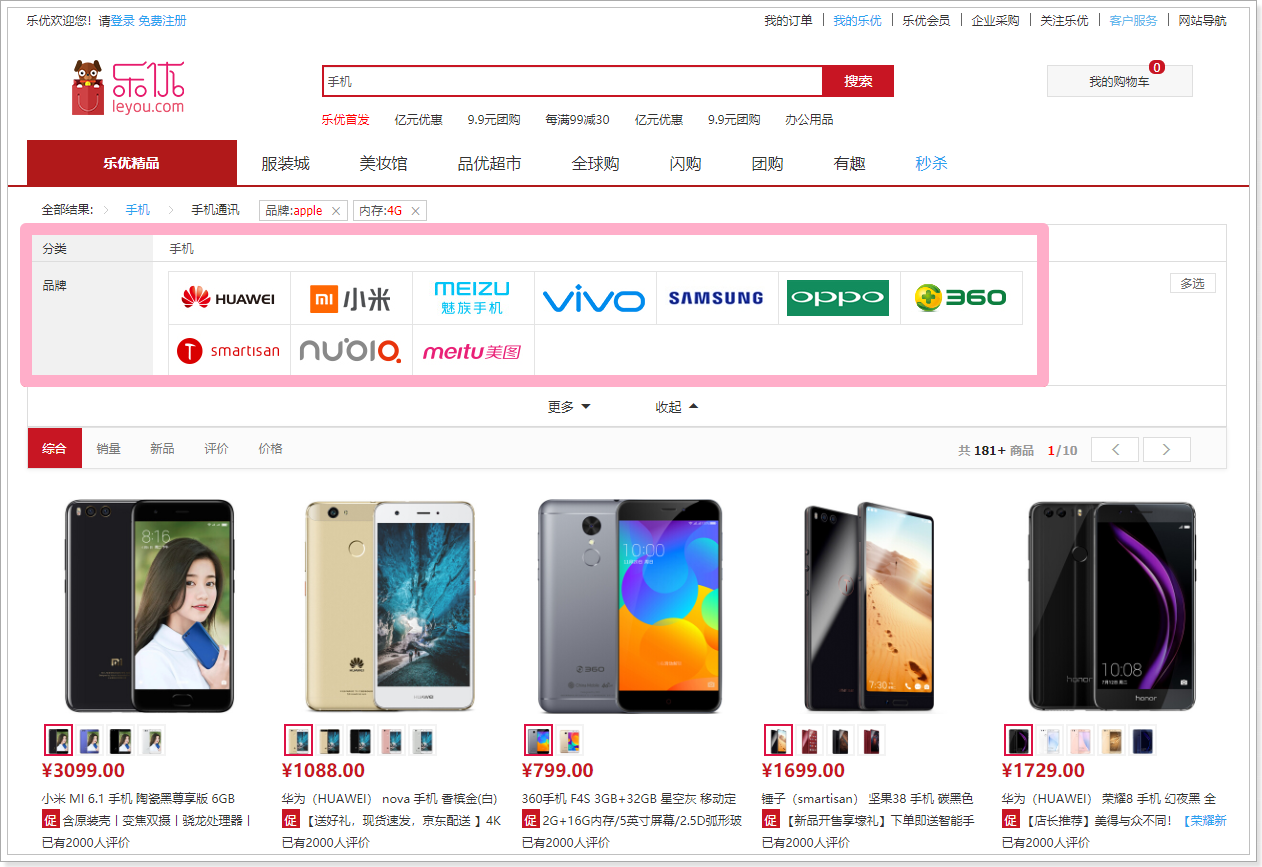 乐优欢迎您！请登录 免费注册
我的订单 我的乐优 乐优会员 企业采购 关注乐优 客户服务 网站导航
乐优
leyou.com
手机 搜索
我的购物车 0
乐优首发 亿元优惠 9.9元团购 每满99减30 亿元优惠 9.9元团购 办公用品
乐优精品 服装城 美妆馆 品优超市 全球购 闪购 团购 有趣 秒杀
全部结果: 手机 手机通讯 品牌:apple × 内存:4G ×
分类 手机
品牌 多选
HUAWEI mi 小米 MEIZU 魅族手机 vivo SAMSUNG oppo 360
smartisan nubia meitu美图
更多 收起
综合 销量 新品 评价 价格 共 181+ 商品 1/10
8:16
mi
HUAWEI
HUAWEI
10:00
360
7:30
10:08
honor
honor
¥3099.00 ¥1088.00 ¥799.00 ¥1699.00 ¥1729.00
小米 MI 6.1 手机 陶瓷黑尊享版 6GB 华为（HUAWEI） nova 手机 香槟金(白) 360手机 F4S 3GB+32GB 星空灰 移动定 锤子（smartisan） 坚果38 手机 碳黑色 华为（HUAWEI） 荣耀8 手机 幻夜黑 全
促 含原装壳丨变焦双摄丨骁龙处理器丨 促 【送好礼，现货速发，京东配送 】4K 促 2G+16G内存/5英寸屏幕/2.5D弧形玻 促 【新品开售享壕礼】下单即送智能手 促 【店长推荐】美得与众不同！【荣耀新
已有2000人评价 已有2000人评价 已有2000人评价 已有2000人评价 已有2000人评价